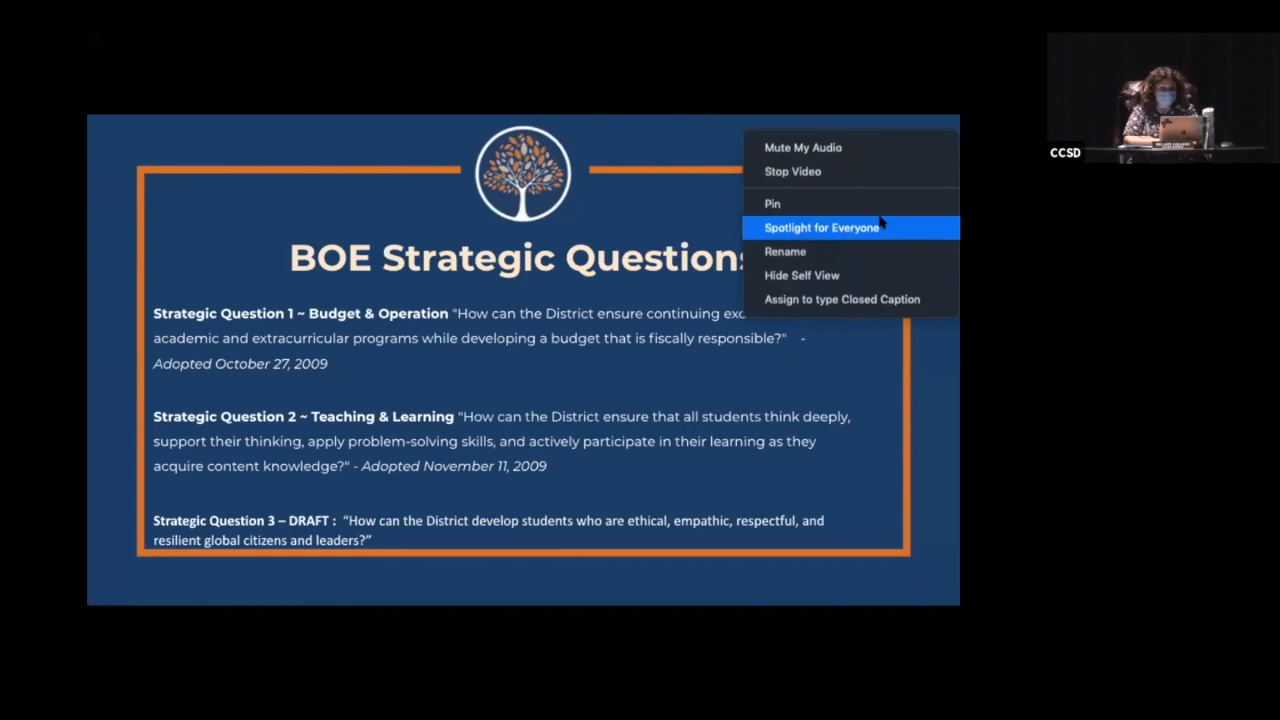 BOE Strategic Question
Strategic Question 1 ~ Budget & Operation "How can the District ensure continuing exc
academic and extracurricular programs while developing a budget that is fiscally responsible?" -
Adopted October 27, 2009
Strategic Question 2 ~ Teaching & Learning "How can the District ensure that all students think deeply,
support their thinking, apply problem-solving skills, and actively participate in their learning as they
acquire content knowledge?" - Adopted November 11, 2009
Strategic Question 3 – DRAFT : “How can the District develop students who are ethical, empathic, respectful, and
resilient global citizens and leaders?”
Mute My Audio
Stop Video
Pin
Spotlight for Everyone
Rename
Hide Self View
Assign to type Closed Caption
CCSD